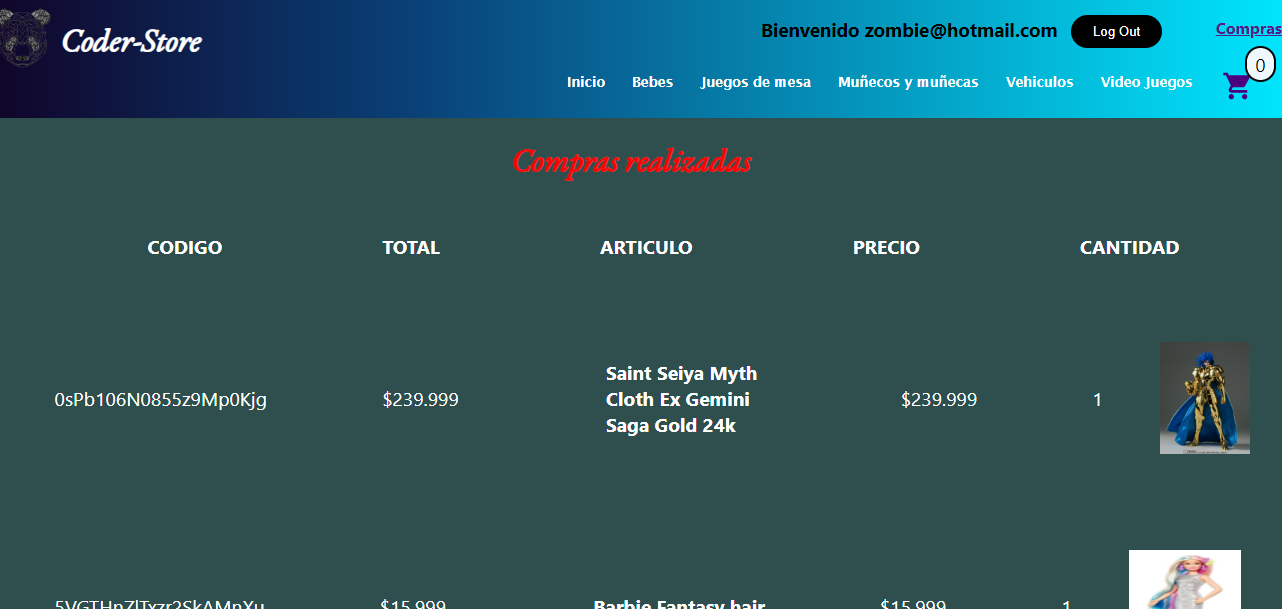 Coder-Store
Bienvenido zombie@hotmail.com
Log Out
Compras
Inicio Bebes Juegos de mesa Muñecos y muñecas Vehiculos Video Juegos
0
Compras realizadas
CODIGO TOTAL ARTICULO PRECIO CANTIDAD
0sPb106N0855z9Mp0Kjg $239.999
Saint Seiya Myth
Cloth Ex Gemini
Saga Gold 24k
$239.999 1
$15.999 Barbie Fantasy hair $15.999 1